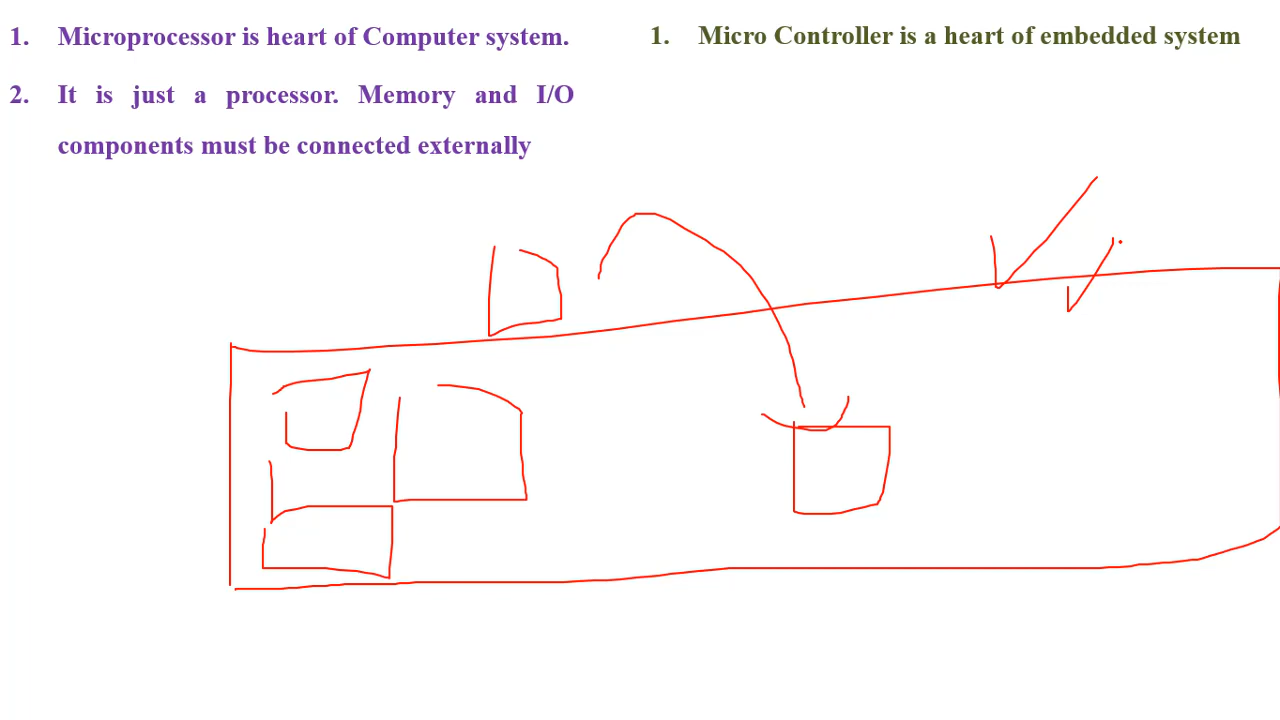 1. Microprocessor is heart of Computer system.
2. It is just a processor. Memory and I/O
components must be connected externally
1. Micro Controller is a heart of embedded system